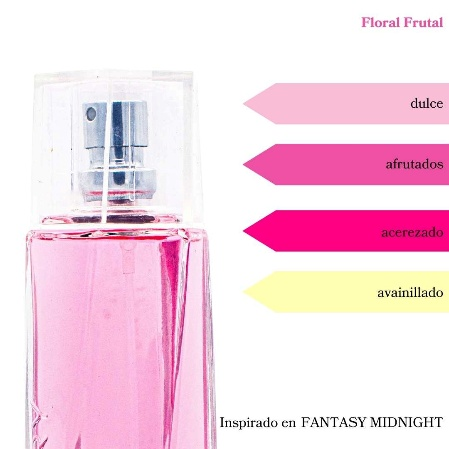 Floral Frutal
dulce
afrutados
acerezado
avainillado
Inspirado en FANTASY MIDNIGHT